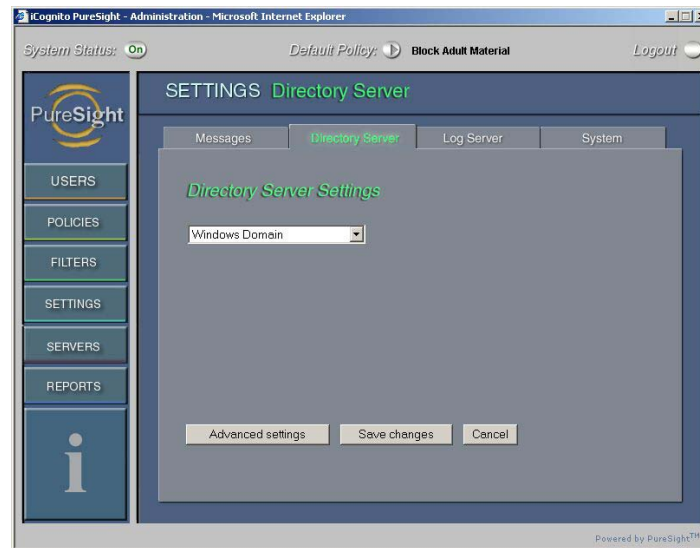 iCognito PureSight - Administration - Microsoft Internet Explorer
System Status: On Default Policy: Block Adult Material Logout
PureSight
SETTINGS Directory Server
Messages Directory Server Log Server System
USERS
POLICIES
FILTERS
SETTINGS
SERVERS
REPORTS
i
Directory Server Settings
Windows Domain
Advanced settings Save changes Cancel
Powered by PureSight™